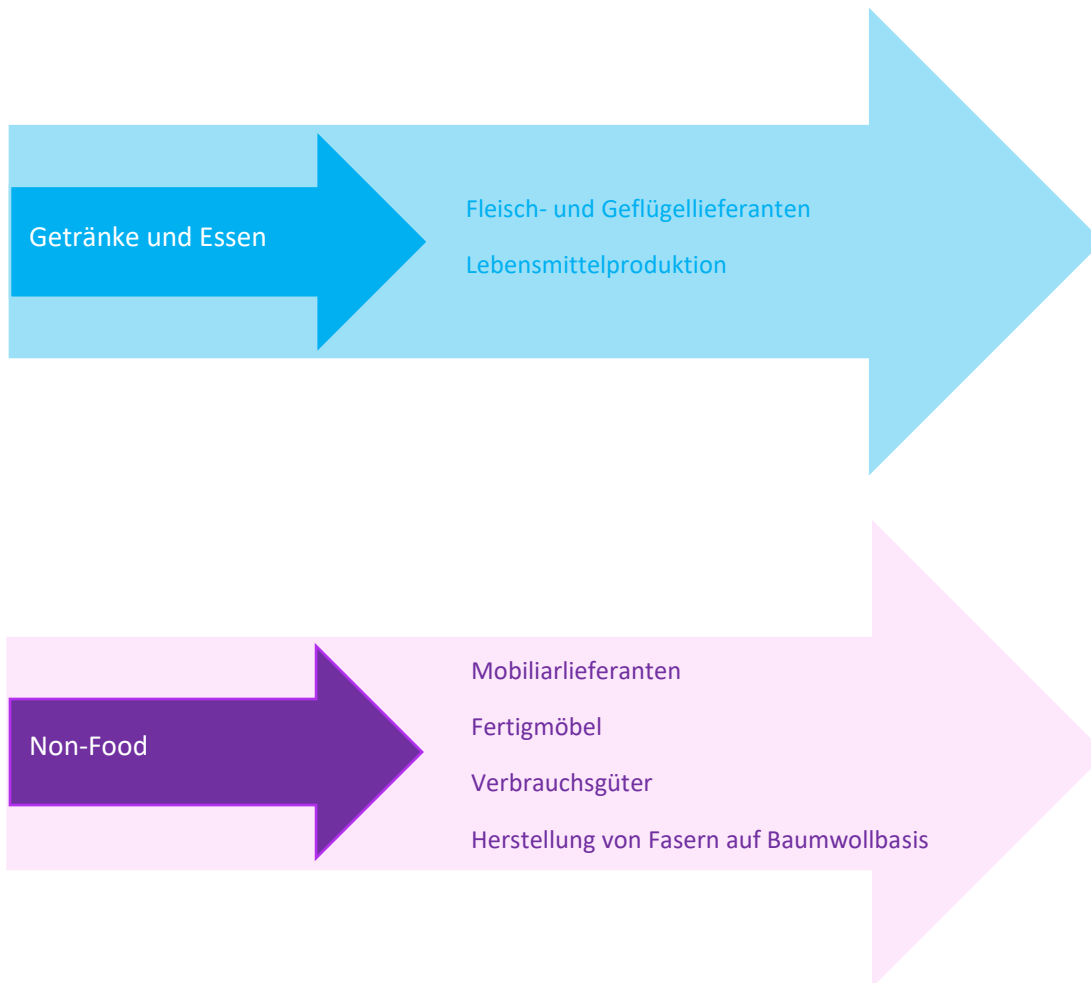 Getränke und Essen
Fleisch- und Geflügellieferanten
Lebensmittelproduktion
Non-Food
Mobiliarlieferanten
Fertigmöbel
Verbrauchsgüter
Herstellung von Fasern auf Baumwollbasis